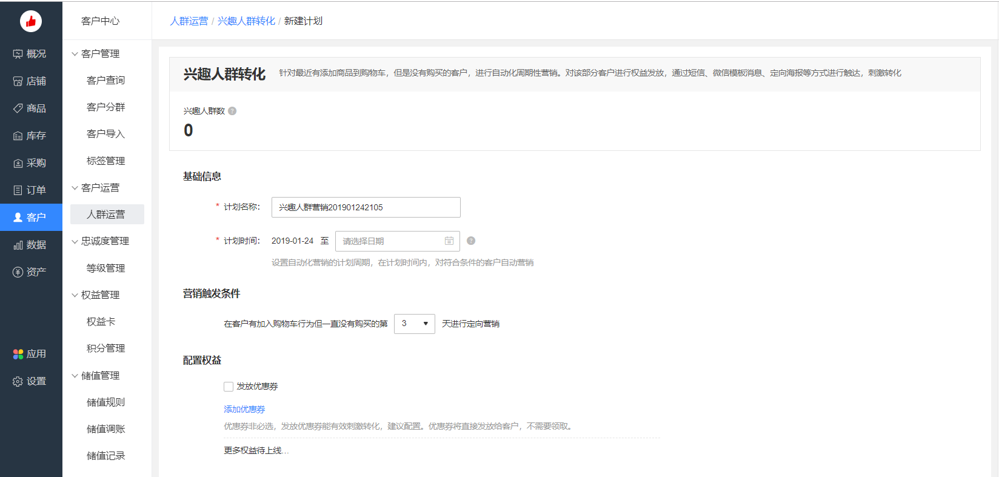 概况
店铺
商品
库存
采购
订单
客户
数据
资产
应用
设置
客户中心
客户管理
客户查询
客户分群
客户导入
标签管理
客户运营
人群运营
忠诚度管理
等级管理
权益管理
权益卡
积分管理
储值管理
储值规则
储值调账
储值记录
人群运营 / 兴趣人群转化 / 新建计划
兴趣人群转化 针对最近有添加商品到购物车，但是没有购买的客户，进行自动化周期性营销。对该部分客户进行权益发放，通过短信、微信模板消息、定向海报等方式进行触达，刺激转化
兴趣人群数 ?
0
基础信息
* 计划名称： 兴趣人群营销201901242105
* 计划时间： 2019-01-24 至 请选择日期 ?
设置自动化营销的计划周期，在计划时间内，对符合条件的客户自动营销
营销触发条件
在客户有加入购物车行为但一直没有购买的第 3 天进行定向营销
配置权益
发放优惠券
添加优惠券
优惠券非必选，发放优惠券能有效刺激转化，建议配置。优惠券将直接发放给客户，不需要领取。
更多权益待上线...